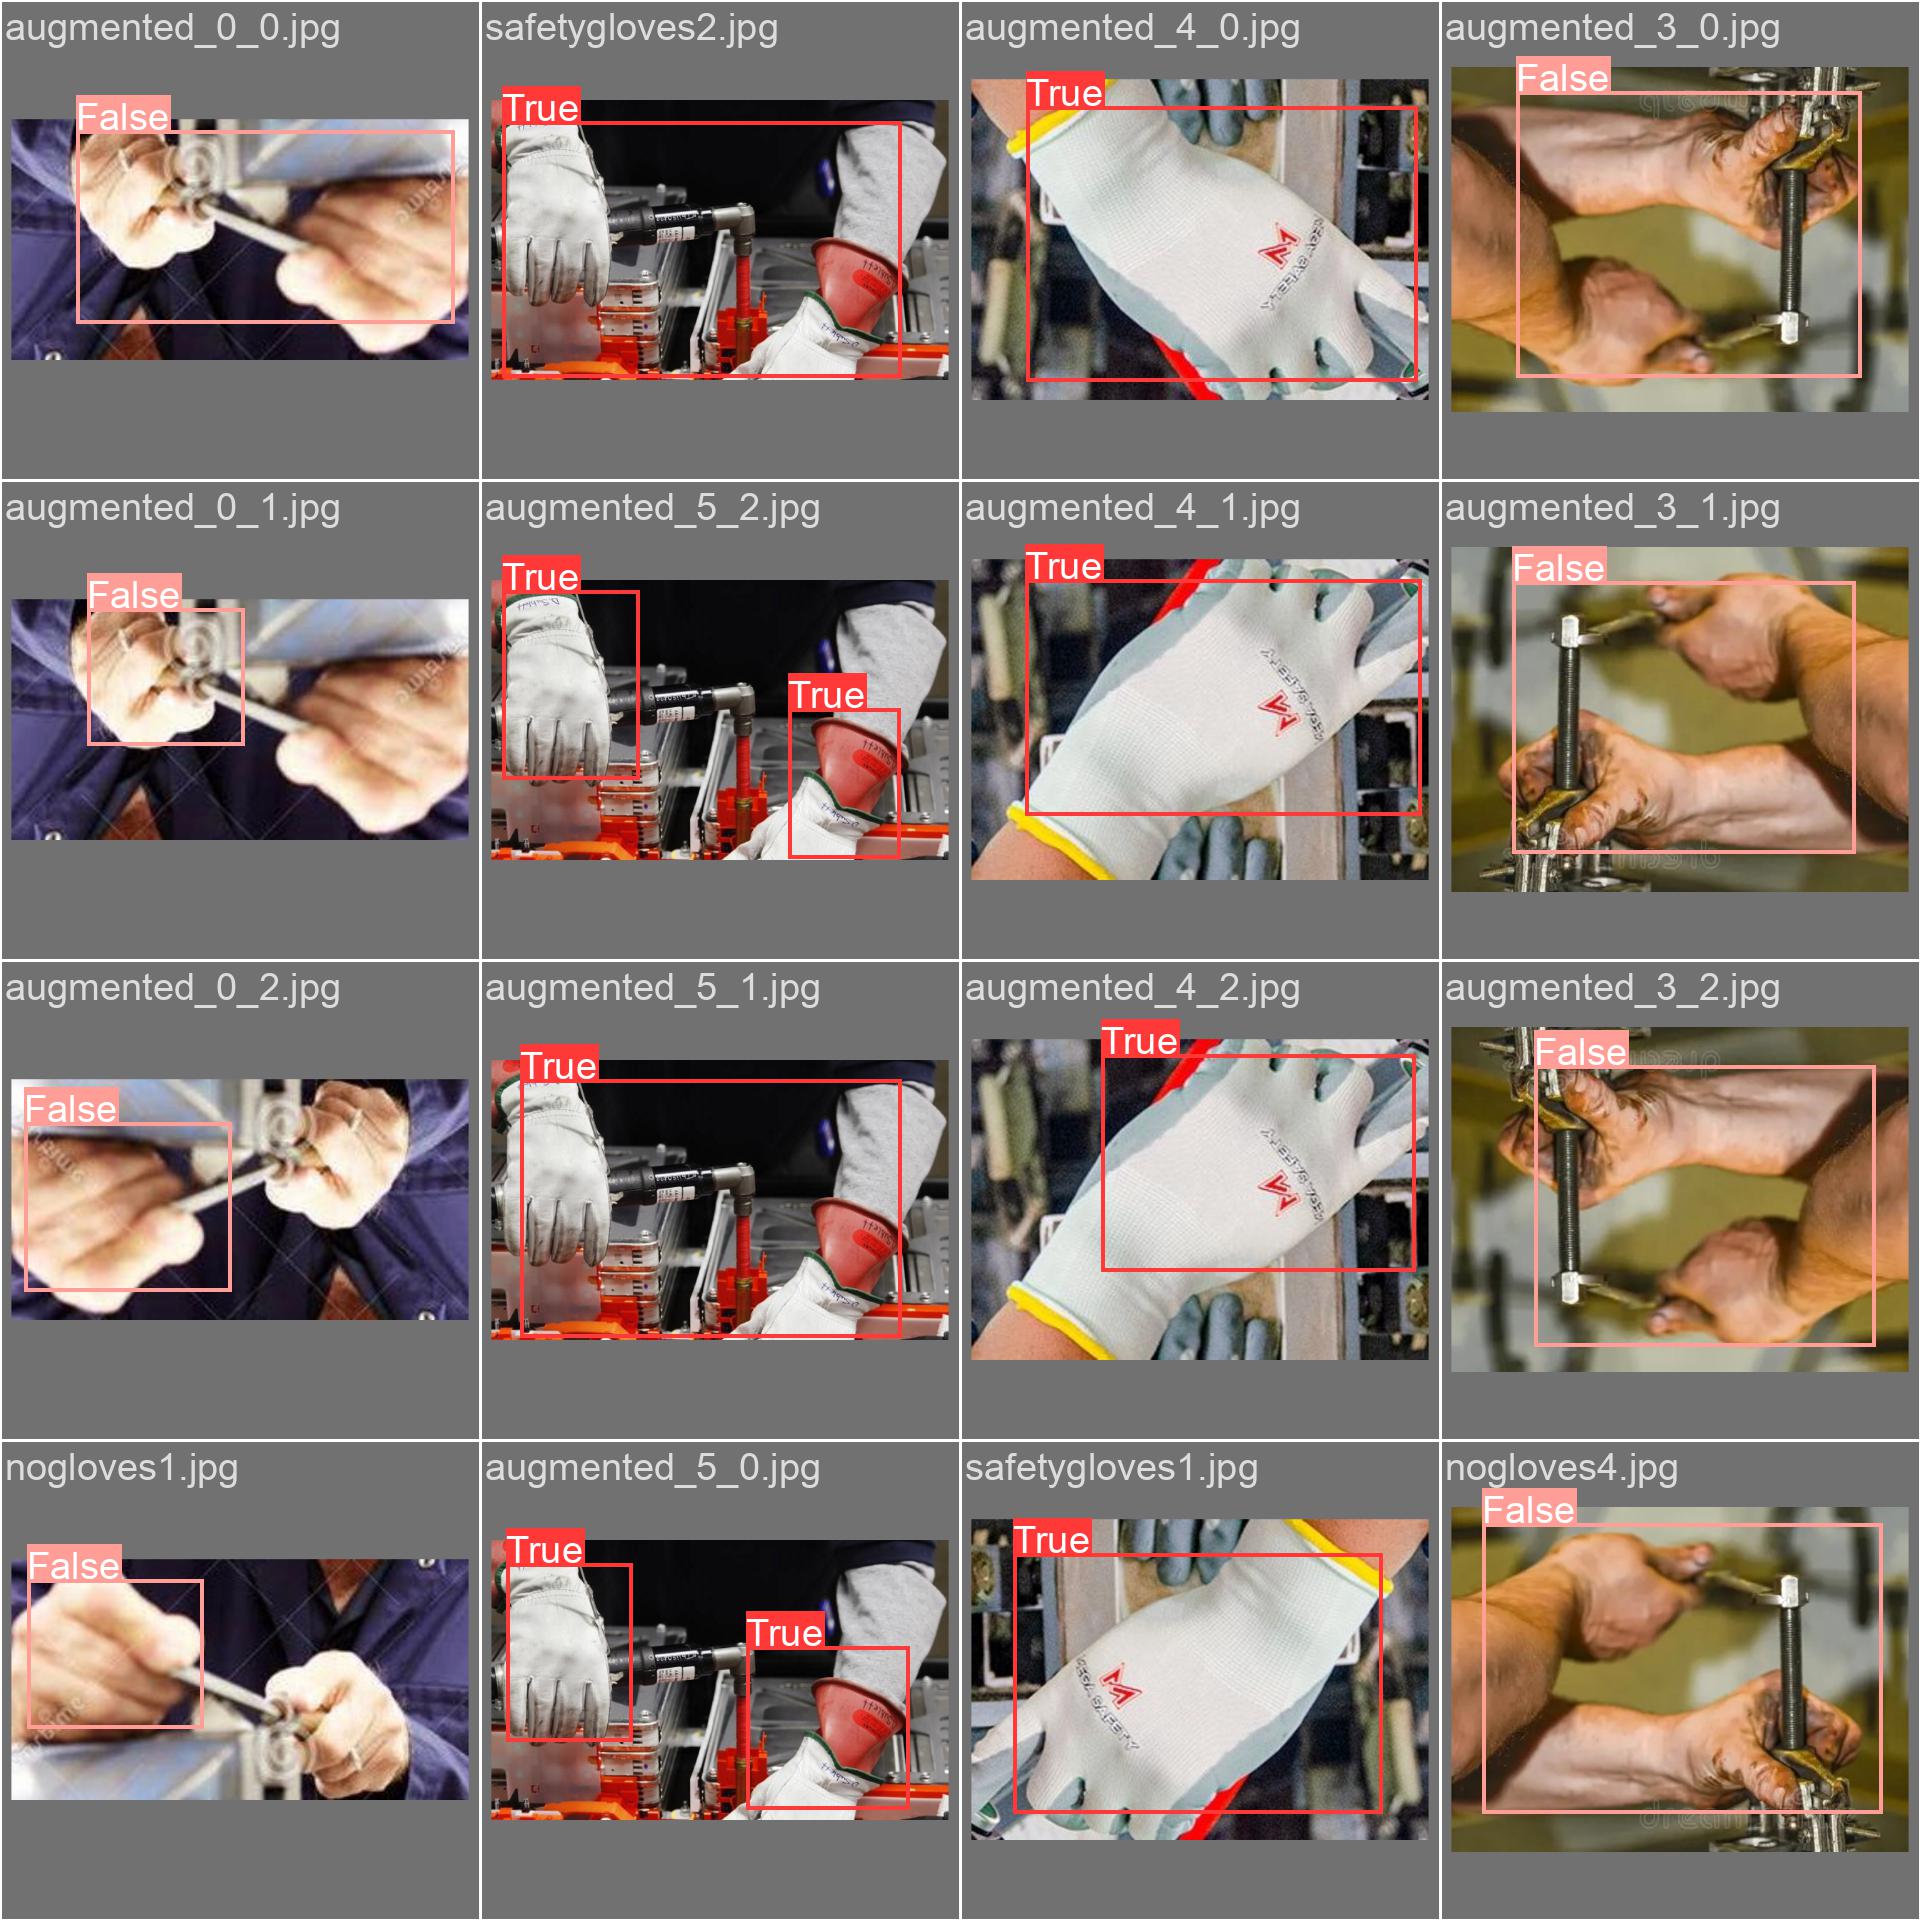 augmented_0_0.jpg
safetygloves2.jpg
augmented_4_0.jpg
augmented_3_0.jpg
False
True
True
False
augmented_0_1.jpg
augmented_5_2.jpg
augmented_4_1.jpg
augmented_3_1.jpg
False
True
True
True
False
augmented_0_2.jpg
augmented_5_1.jpg
augmented_4_2.jpg
augmented_3_2.jpg
False
True
True
False
nogloves1.jpg
augmented_5_0.jpg
safetygloves1.jpg
nogloves4.jpg
False
True
True
True
False
VEGA SAFETY